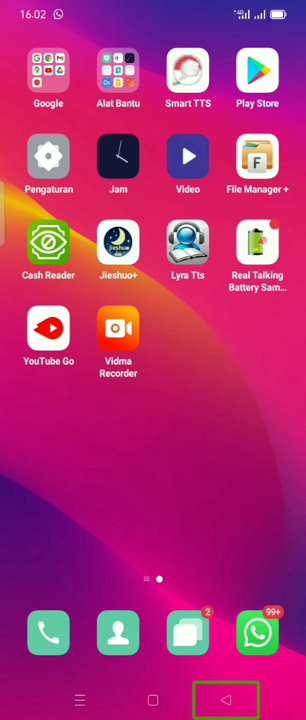 16.02
4G
Google
Alat Bantu
Smart TTS
Play Store
Pengaturan
Jam
Video
File Manager +
Cash Reader
Jieshuo+
Lyra Tts
Real Talking
Battery Sam...
YouTube Go
Vidma
Recorder
2
99+